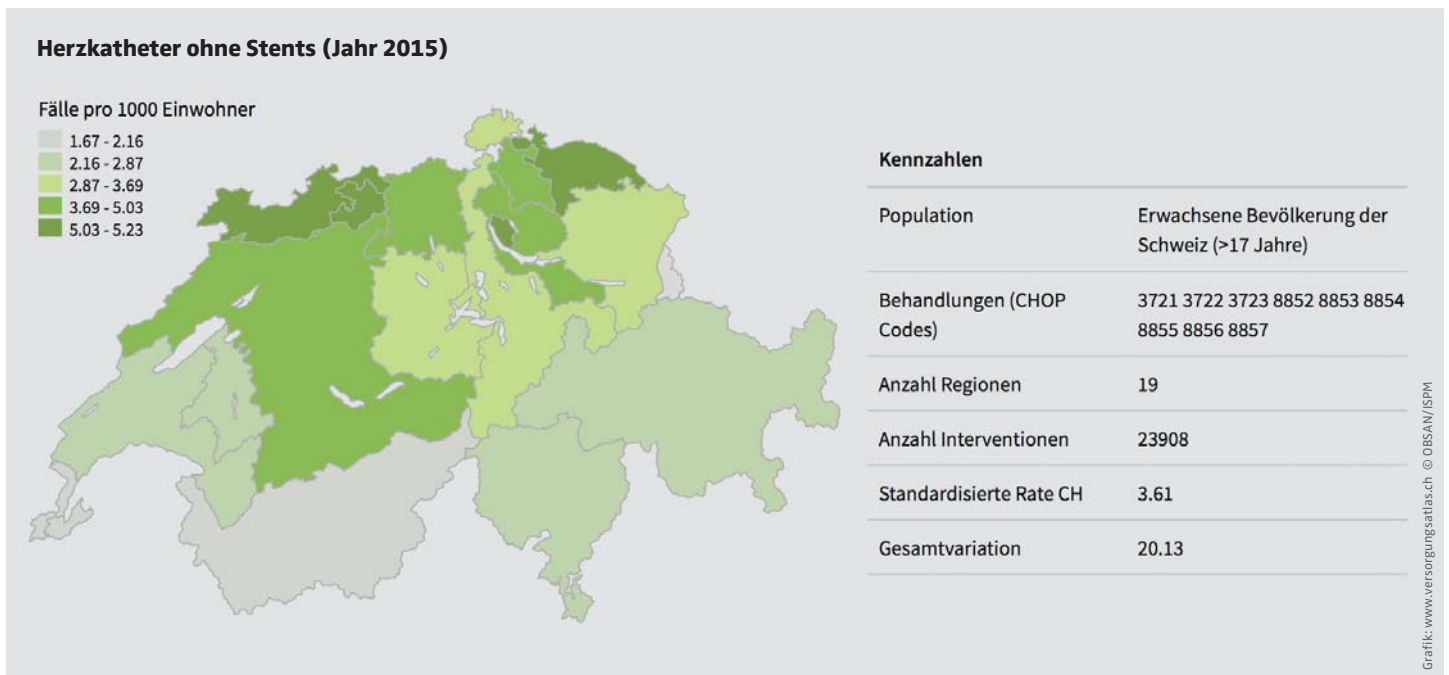 Herzkatheter ohne Stents (Jahr 2015)
Fälle pro 1000 Einwohner
1.67 - 2.16
2.16 - 2.87
2.87 - 3.69
3.69 - 5.03
5.03 - 5.23
Kennzahlen
Population
Erwachsene Bevölkerung der
Schweiz (>17 Jahre)
Behandlungen (CHOP
Codes)
3721 3722 3723 8852 8853 8854
8855 8856 8857
Anzahl Regionen
19
Anzahl Interventionen
23908
Standardisierte Rate CH
3.61
Gesamtvariation
20.13
Grafik: www.versorgungsatlas.ch © OBSAN/ISPM